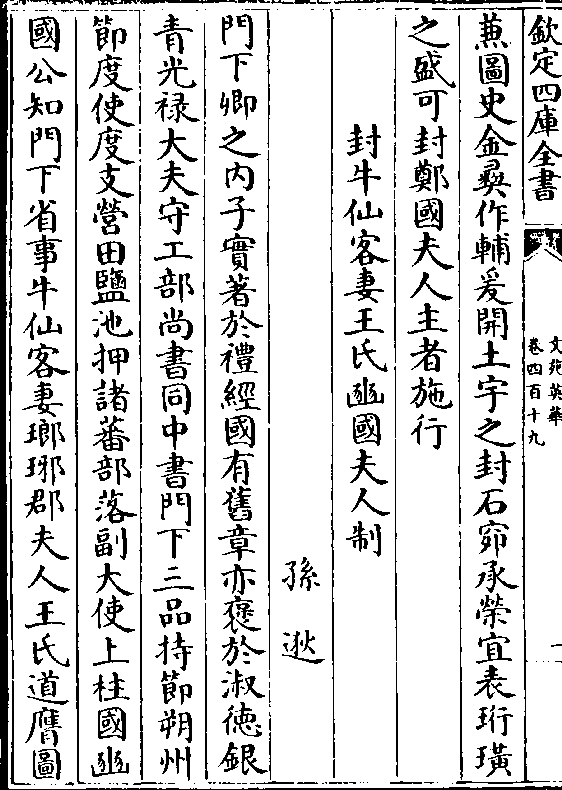 欽定四庫全書
文苑英華
卷四百十九
一
兼圖史金彞作輔爰開土宇之封石窌承榮宜表珩璜
之盛可封鄭國夫人主者施行
封牛仙客妻王氏豳國夫人制
孫逖
門下卿之内子實著於禮經國有舊章亦褒於淑徳銀
青光禄大夫守工部尚書同中書門下三品持節朔州
節度使度支營田鹽池押諸蕃部落副大使上柱國豳
國公知門下省事牛仙客妻瑯琊郡夫人王氏道膺圖